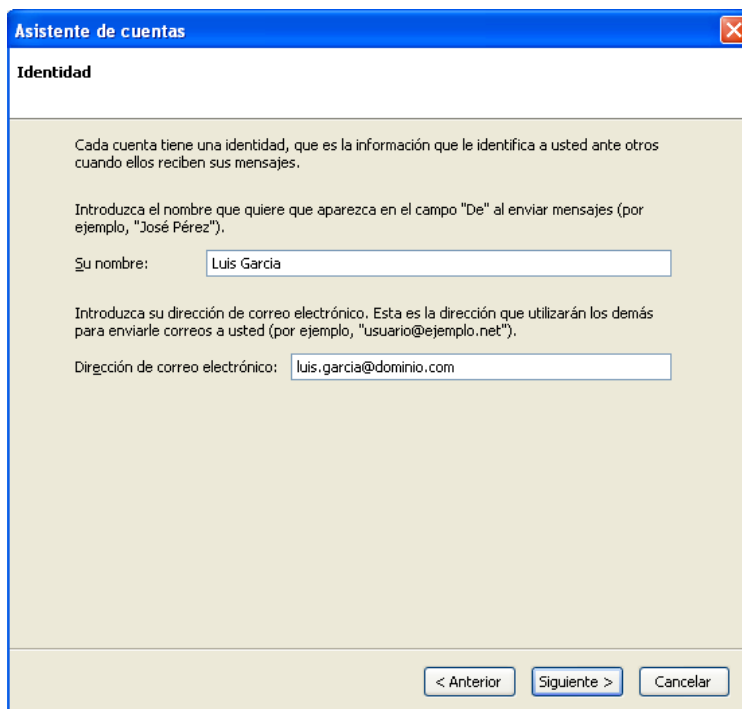 Asistente de cuentas
Identidad
Cada cuenta tiene una identidad, que es la información que le identifica a usted ante otros
cuando ellos reciben sus mensajes.
Introduzca el nombre que quiere que aparezca en el campo "De" al enviar mensajes (por
ejemplo, "José Pérez").
Su nombre: Luis Garcia
Introduzca su dirección de correo electrónico. Esta es la dirección que utilizarán los demás
para enviarle correos a usted (por ejemplo, "usuario@ejemplo.net").
Dirección de correo electrónico: luis.garcia@dominio.com
< Anterior Siguiente > Cancelar